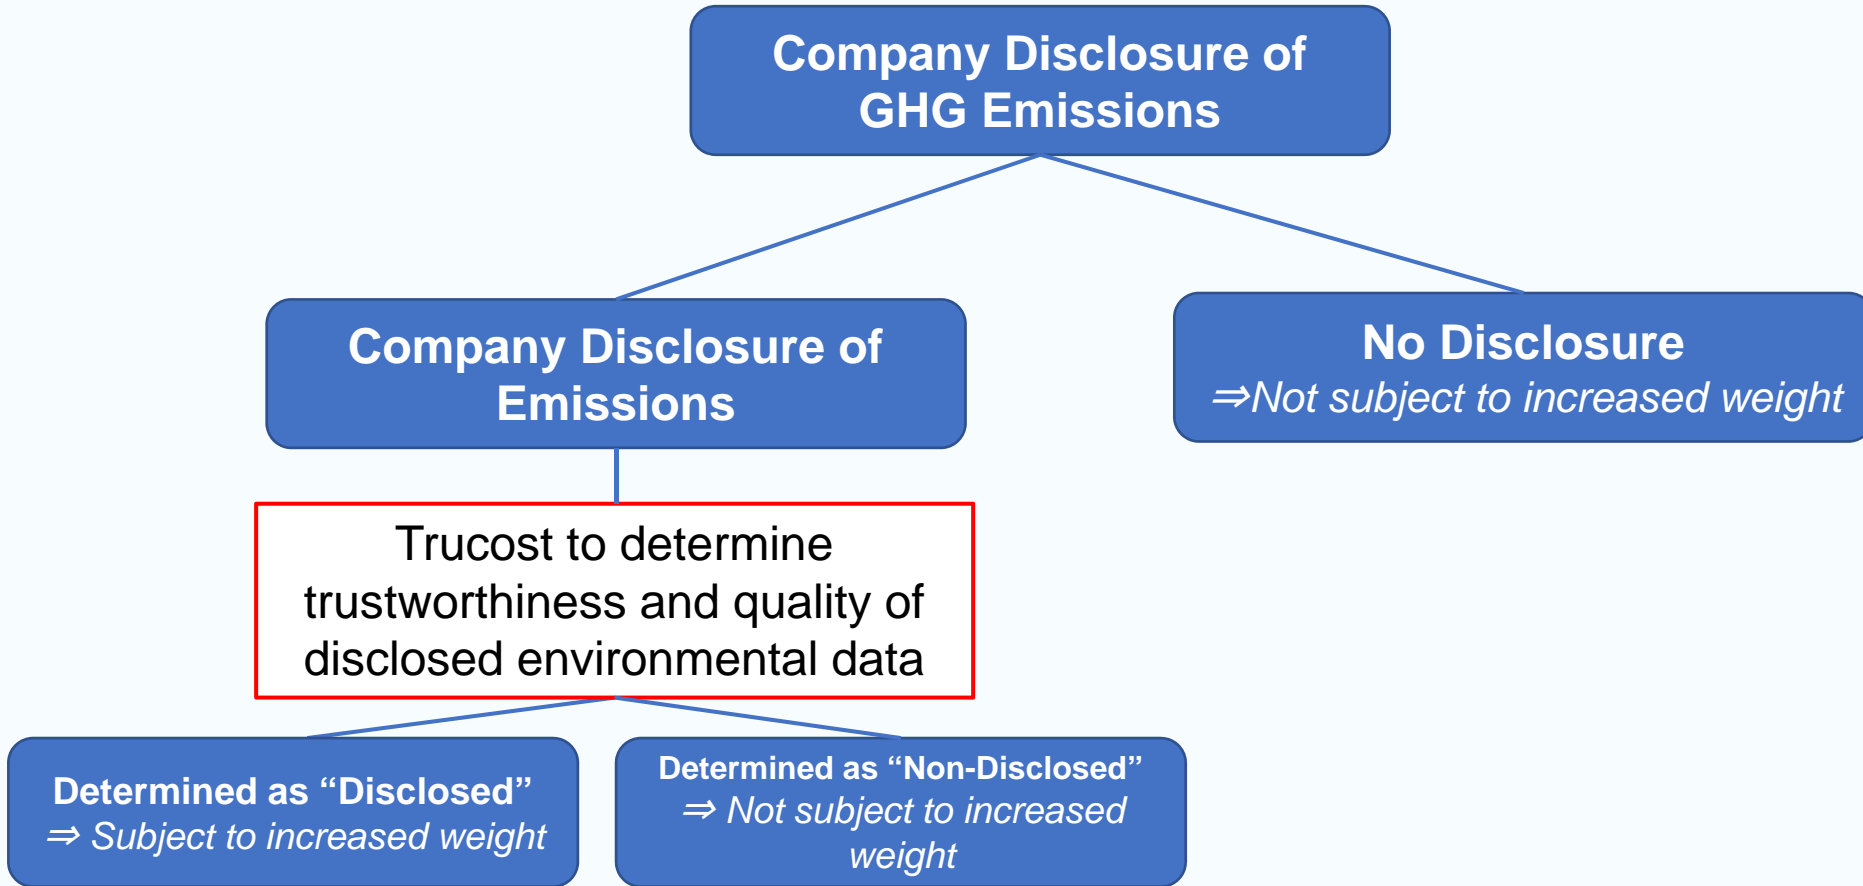 Company Disclosure of
GHG Emissions
Company Disclosure of
Emissions
No Disclosure
⇒Not subject to increased weight
Trucost to determine
trustworthiness and quality of
disclosed environmental data
Determined as “Disclosed”
⇒ Subject to increased weight
Determined as “Non-Disclosed”
⇒ Not subject to increased
weight